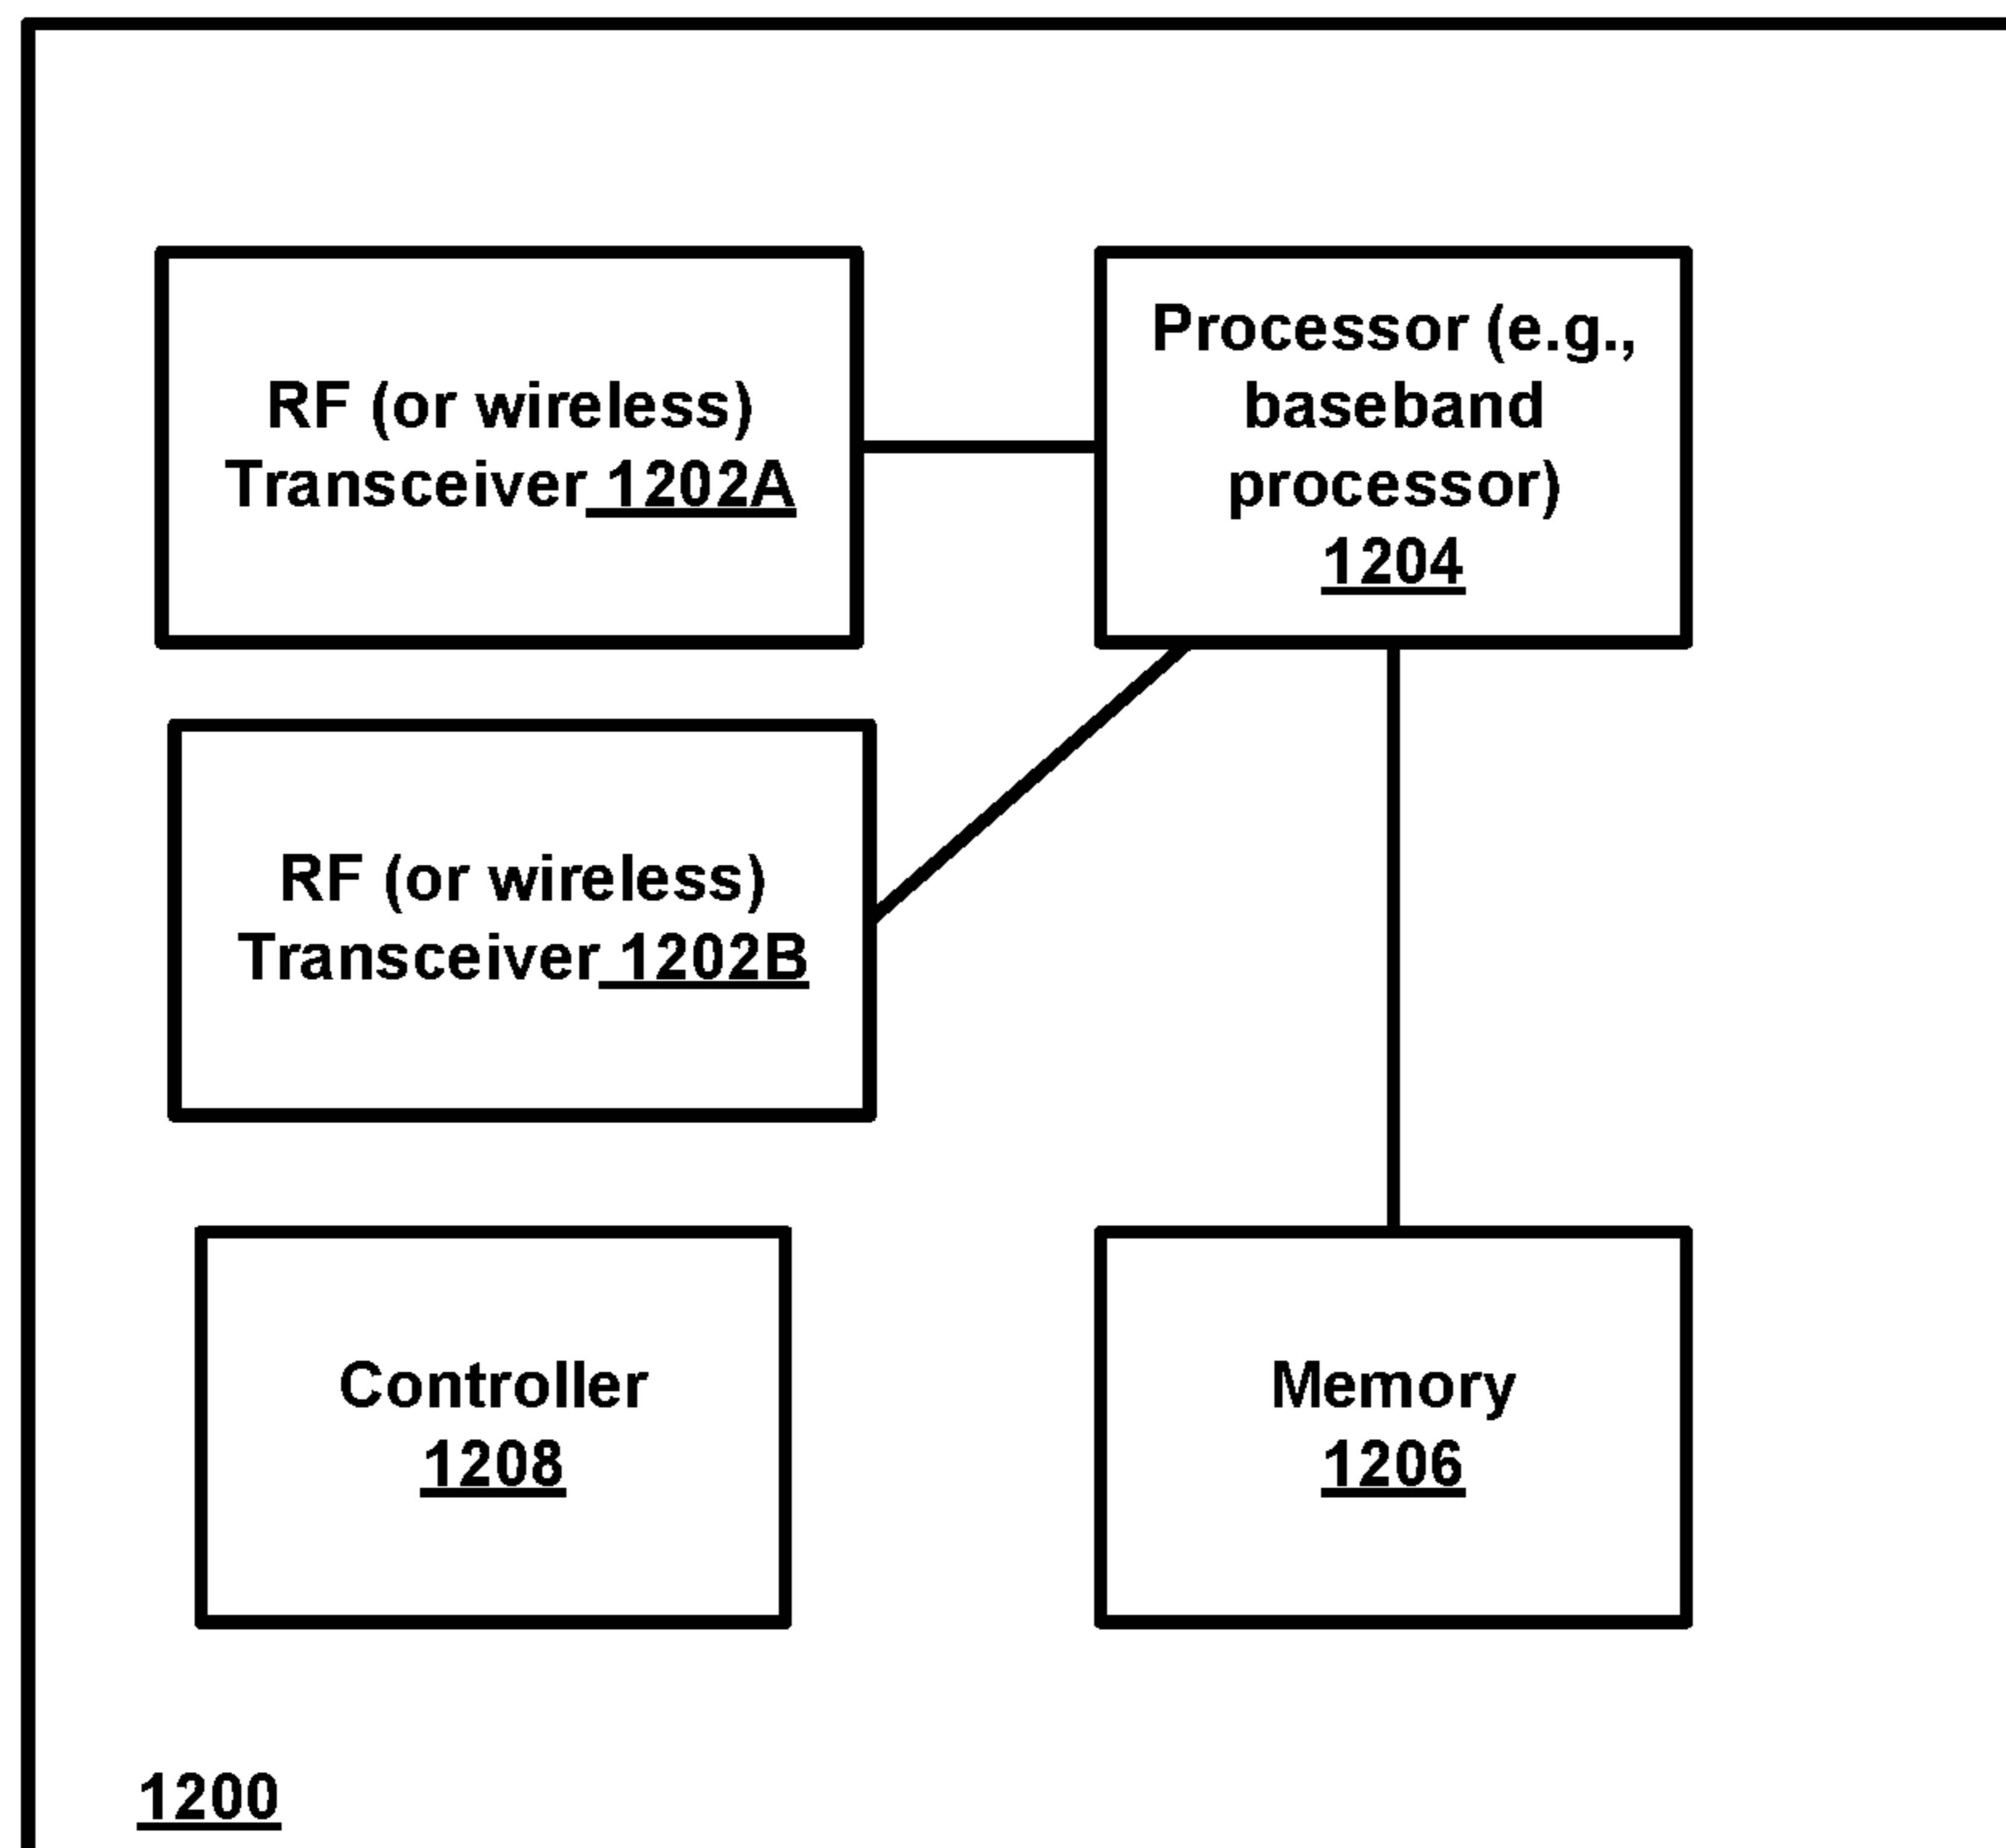 RF (or wireless)
Transceiver 1202A
Processor (e.g.,
baseband
processor)
1204
RF (or wireless)
Transceiver 1202B
Controller
1208
Memory
1206
1200